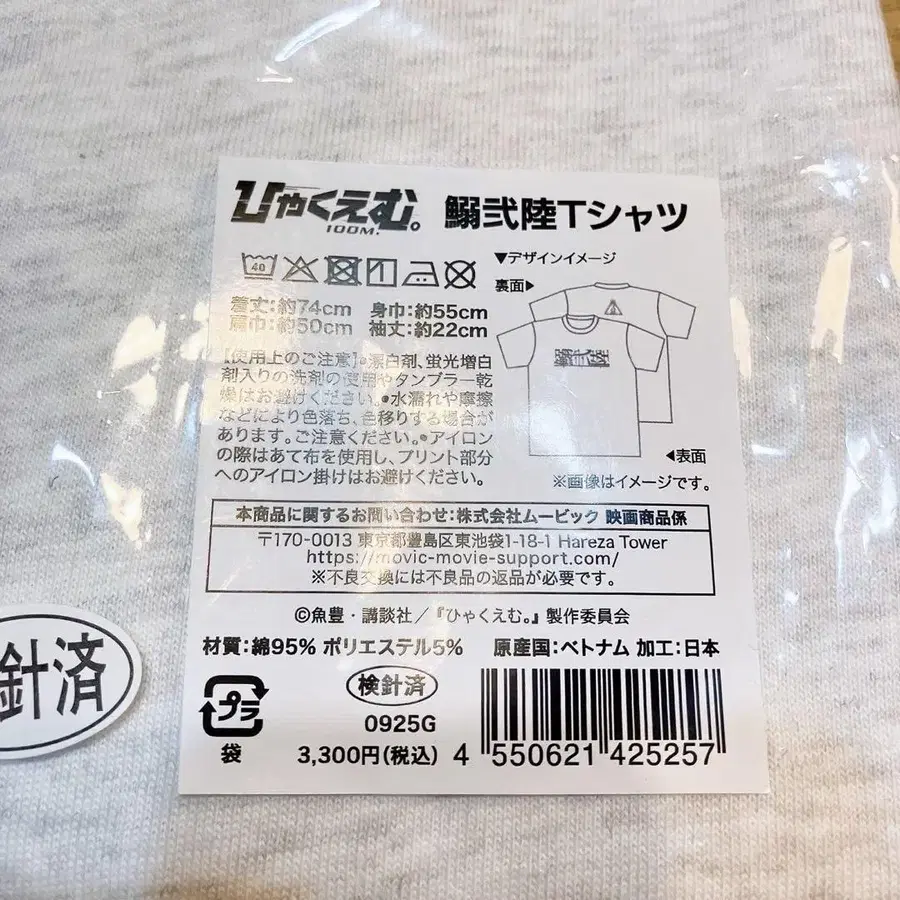 ひゃくえむ。
100M.
鰯弐陸Tシャツ
40
着丈:約74cm 身巾:約55cm
肩巾:約50cm 袖丈:約22cm
【使用上のご注意】●漂白剤、蛍光増白
剤入りの洗剤の使用やタンブラー乾
燥はお避けください。●水濡れや摩擦
などにより色落ち、色移りする場合が
あります。ご注意ください。●アイロン
の際はあて布を使用し、プリント部分
へのアイロン掛けはお避けください。
▼デザインイメージ
裏面▶
鰯弐陸
◀表面
※画像はイメージです。
本商品に関するお問い合わせ:株式会社ムービック 映画商品係
〒170-0013 東京都豊島区東池袋1-18-1 Hareza Tower
https://movic-movie-support.com/
※不良交換には不良品の返品が必要です。
©魚豊・講談社/『ひゃくえむ。』製作委員会
材質:綿95% ポリエステル5% 原産国:ベトナム 加工:日本
プラ
袋
検針済
0925G
3,300円(税込)
4 550621 425257
針済